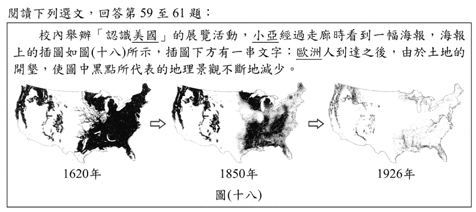 閱讀下列選文，回答第 59 至 61 題：
校內舉辦「認識美國」的展覽活動，小亞經過走廊時看到一幅海報，海報
上的插圖如圖(十八)所示，插圖下方有一串文字：歐洲人到達之後，由於土地的
開墾，使圖中黑點所代表的地理景觀不斷地減少。
1620年
1850年
1926年
圖(十八)